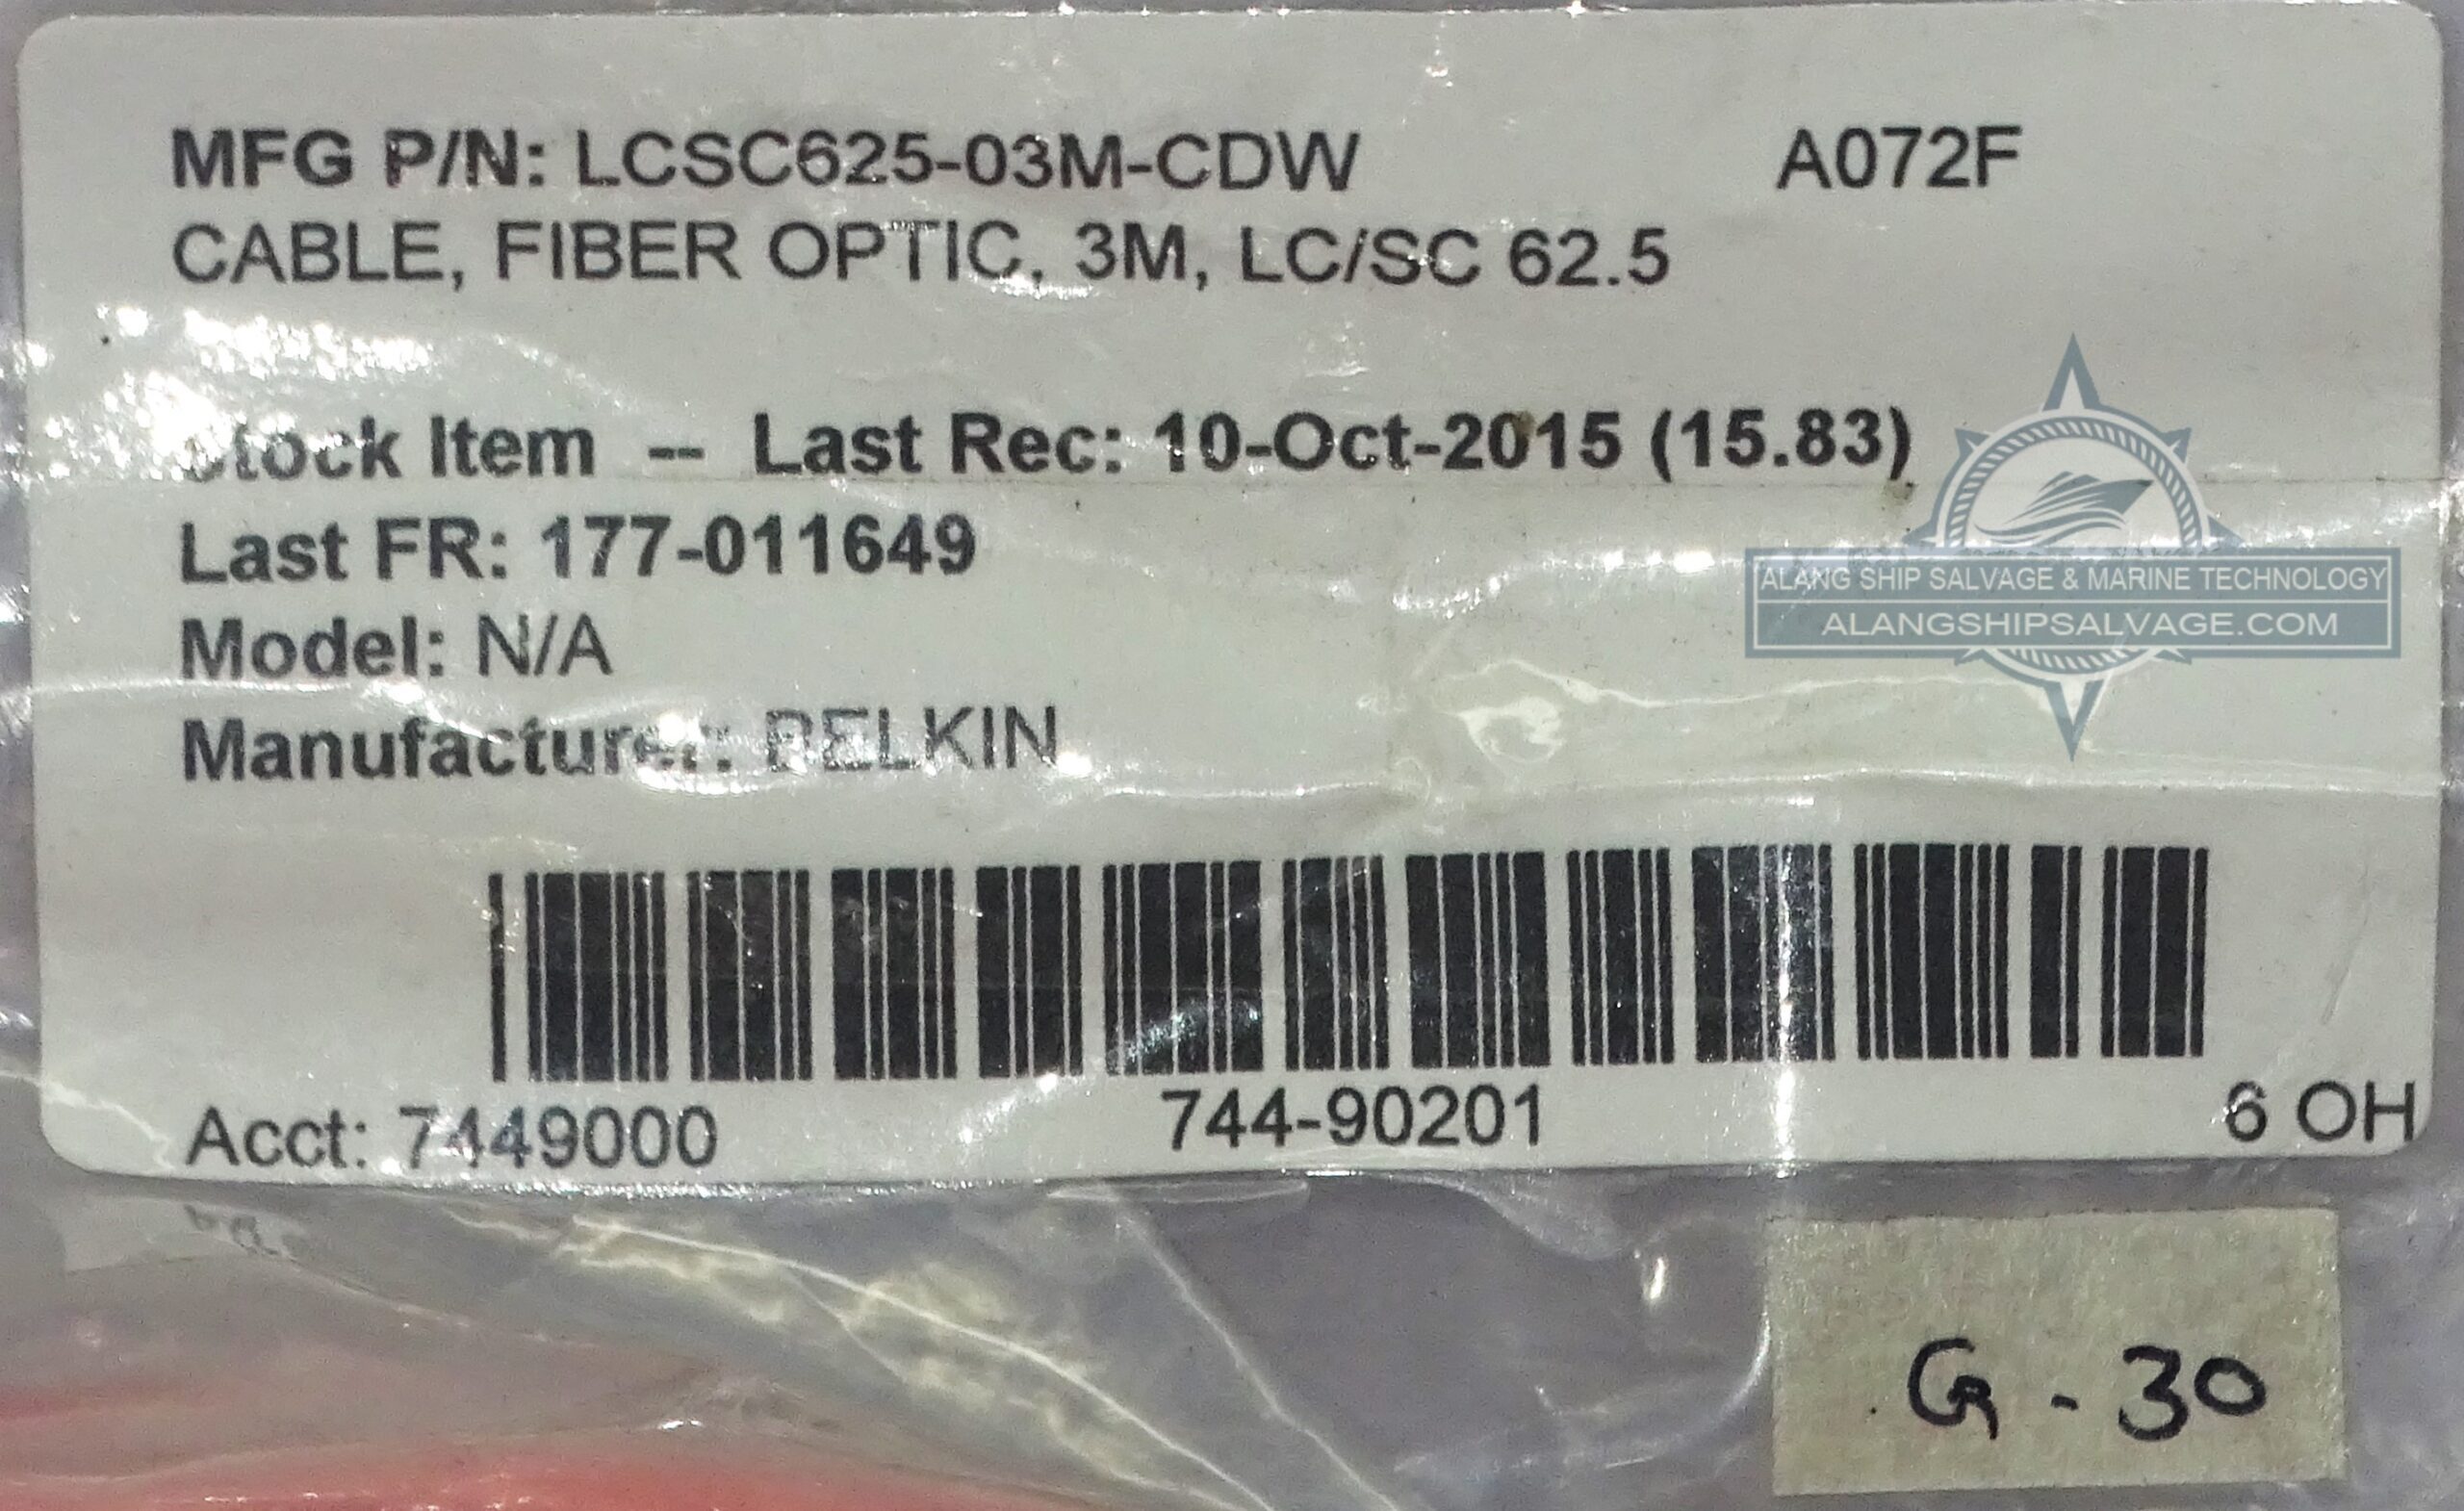 MFG P/N: LCSC625-03M-CDW A072F
CABLE, FIBER OPTIC, 3M, LC/SC 62.5
Stock Item -- Last Rec: 10-Oct-2015 (15.83)
Last FR: 177-011649
Model: N/A
Manufacturer: BELKIN
ALANG SHIP SALVAGE & MARINE TECHNOLOGY
ALANGSHIPSALVAGE.COM
Acct: 7449000 744-90201 6 OH
G - 30